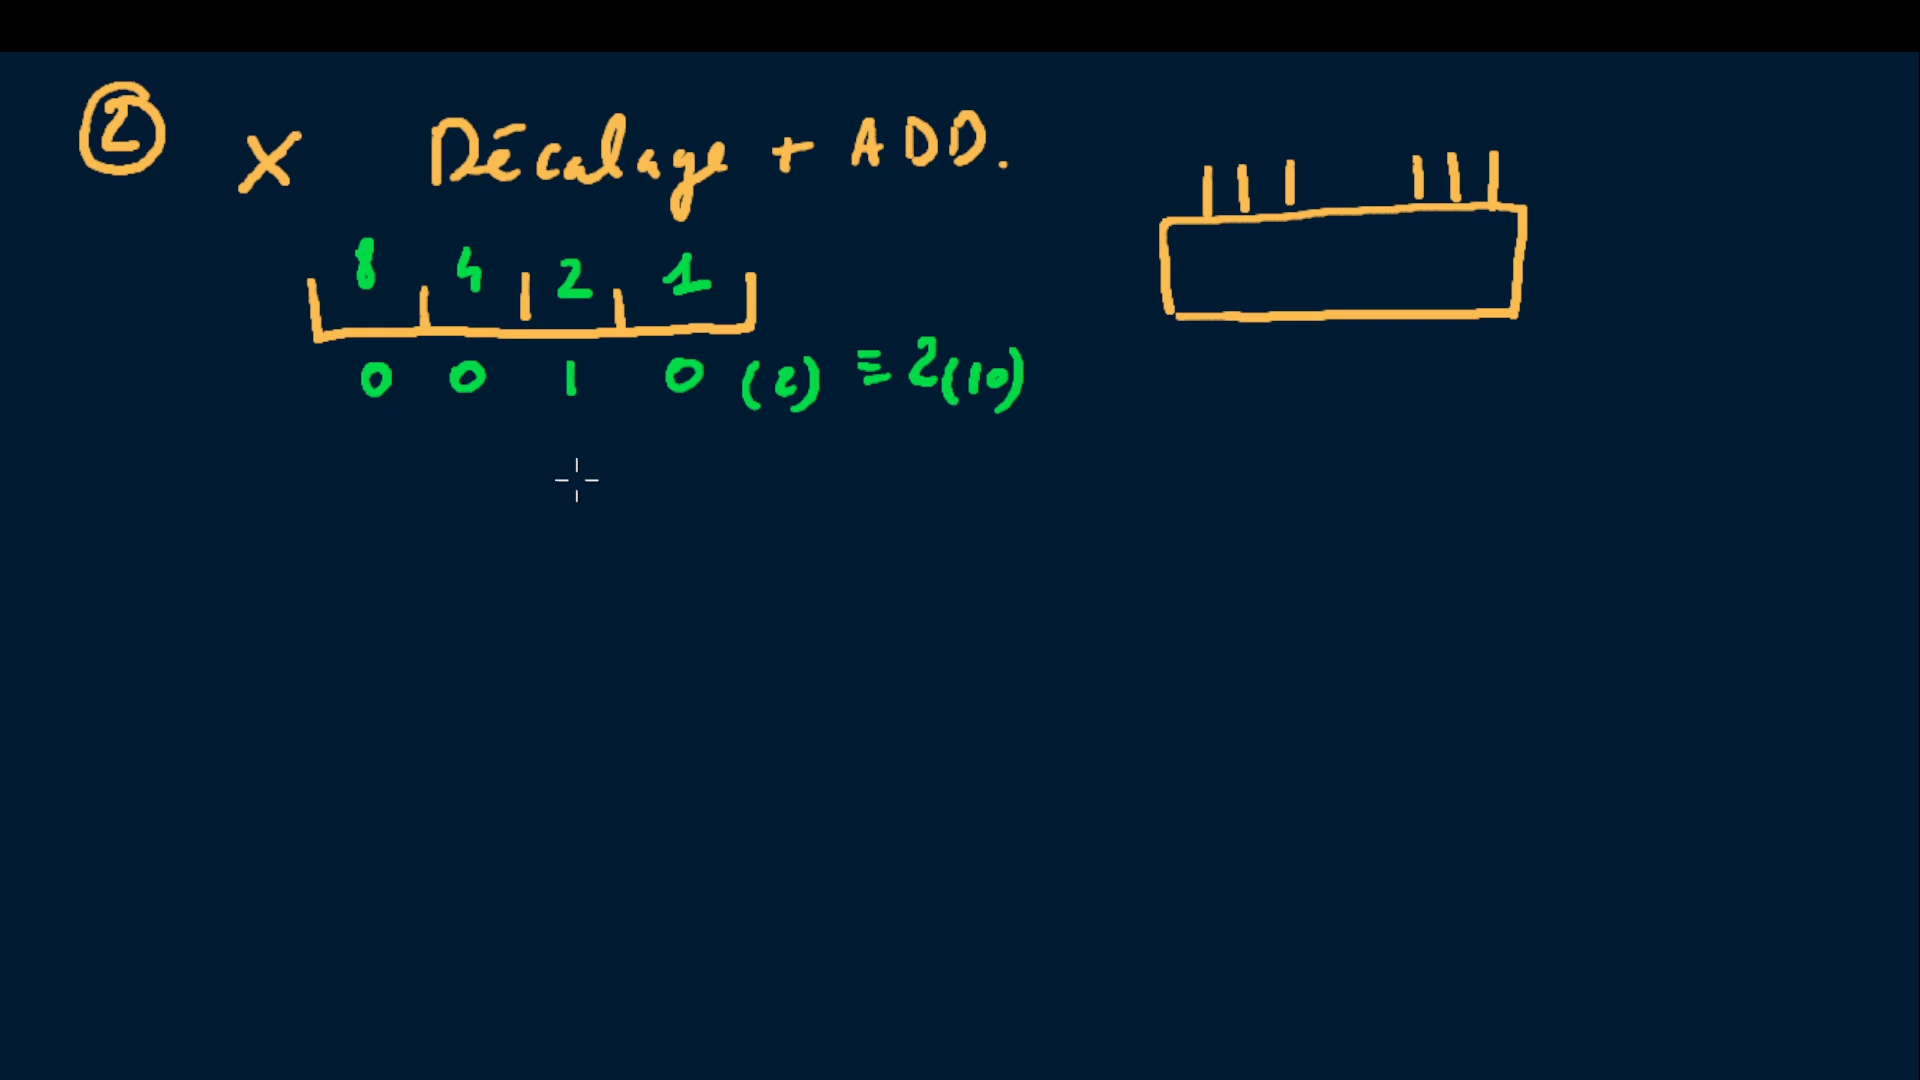 ② × Décalage + ADD.
8 4 2 1
0 0 1 0 (2) ≡ 2(10)